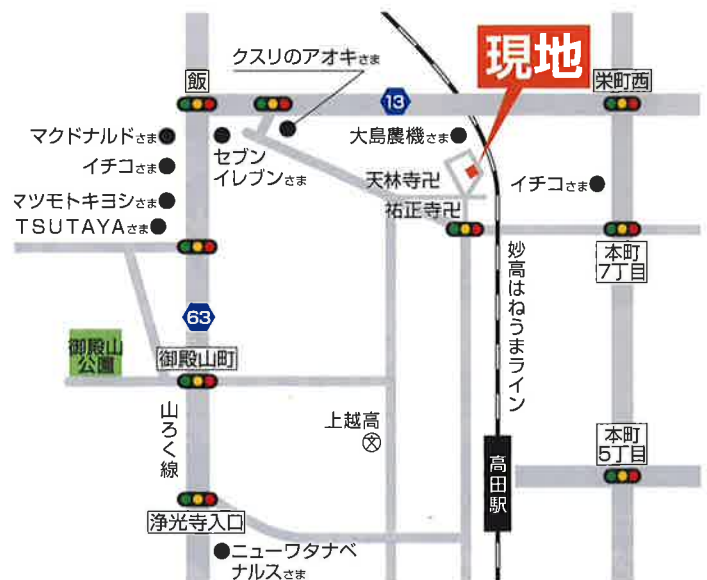 クスリのアオキさま
現地
飯
栄町西
13
マクドナルドさま
セブン
イレブンさま
大島農機さま
イチコさま
天林寺卍
イチコさま
マツモトキヨシさま
祐正寺卍
TSUTAYAさま
本町
7丁目
妙高はねうまライン
63
御殿山
公園
御殿山町
山ろく線
上越高
文
本町
5丁目
高田駅
浄光寺入口
ニューワタナベ
ナルスさま